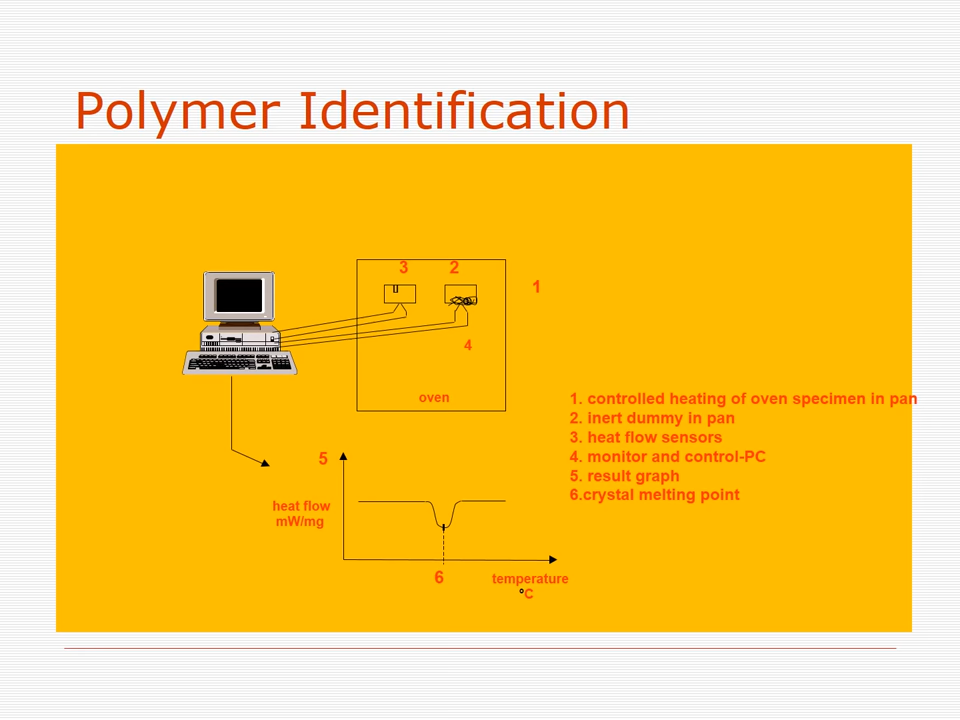 Polymer Identification
3 2
1
4
oven
1. controlled heating of oven specimen in pan
2. inert dummy in pan
3. heat flow sensors
4. monitor and control-PC
5. result graph
6.crystal melting point
5
heat flow
mW/mg
6 temperature
°C